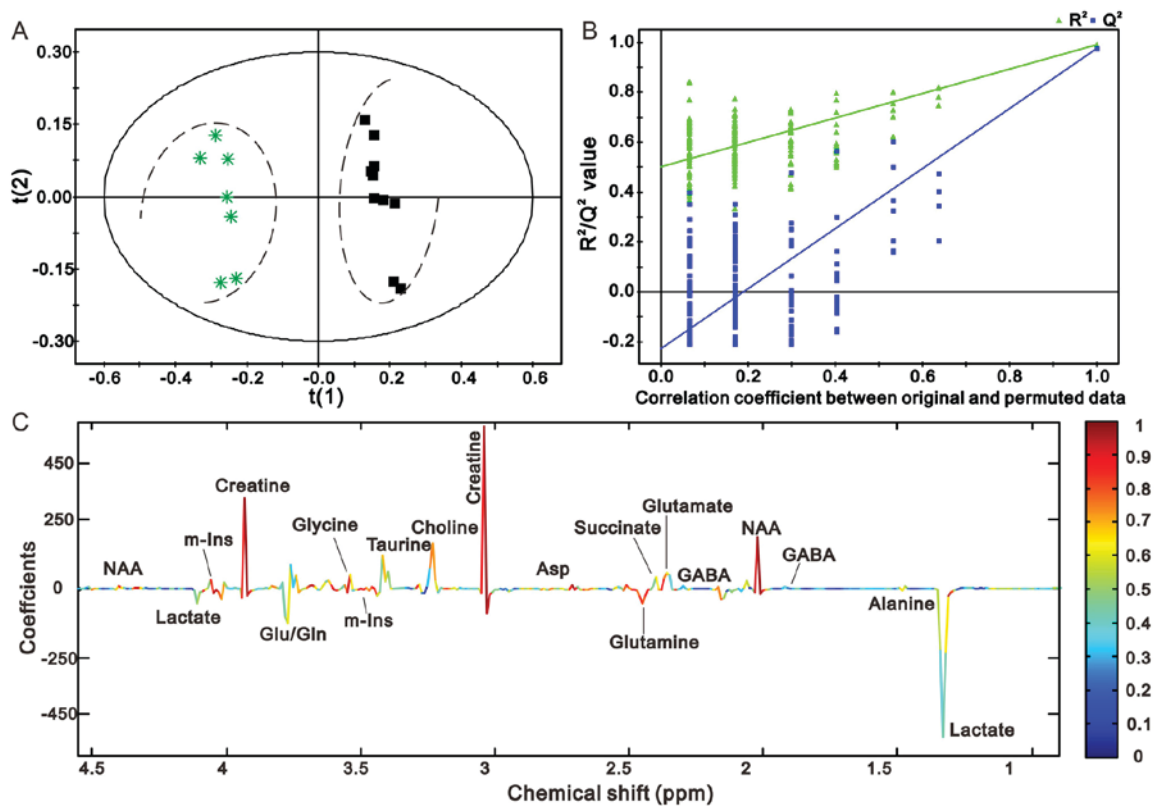 A
0.30
0.15
0.00
-0.15
-0.30
t(2)
-0.6
-0.4
-0.2
-0.0
0.2
0.4
0.6
t(1)
B
R² Q²
1.0
0.8
0.6
0.4
0.2
0.0
-0.2
R²/Q² value
0.0
0.2
0.4
0.6
0.8
1.0
Correlation coefficient between original and permuted data
C
450
250
0
-250
-450
Coeffcients
NAA
m-Ins
Lactate
Creatine
Glu/Gln
Glycine
m-Ins
Taurine
Choline
Creatine
Asp
Succinate
Glutamate
Glutamine
GABA
NAA
GABA
Alanine
Lactate
4.5
4
3.5
3
2.5
2
1.5
1
Chemical shift (ppm)
1
0.9
0.8
0.7
0.6
0.5
0.4
0.3
0.2
0.1
0